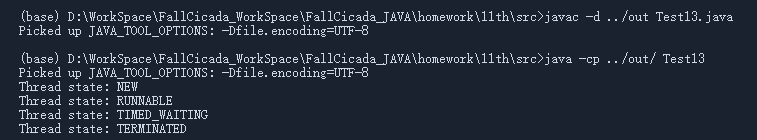 (base) D:\WorkSpace\FallCicada_WorkSpace\FallCicada_JAVA\homework\11th\src>javac -d ../out Test13.java
Picked up JAVA_TOOL_OPTIONS: -Dfile.encoding=UTF-8
(base) D:\WorkSpace\FallCicada_WorkSpace\FallCicada_JAVA\homework\11th\src>java -cp ../out/ Test13
Picked up JAVA_TOOL_OPTIONS: -Dfile.encoding=UTF-8
Thread state: NEW
Thread state: RUNNABLE
Thread state: TIMED_WAITING
Thread state: TERMINATED